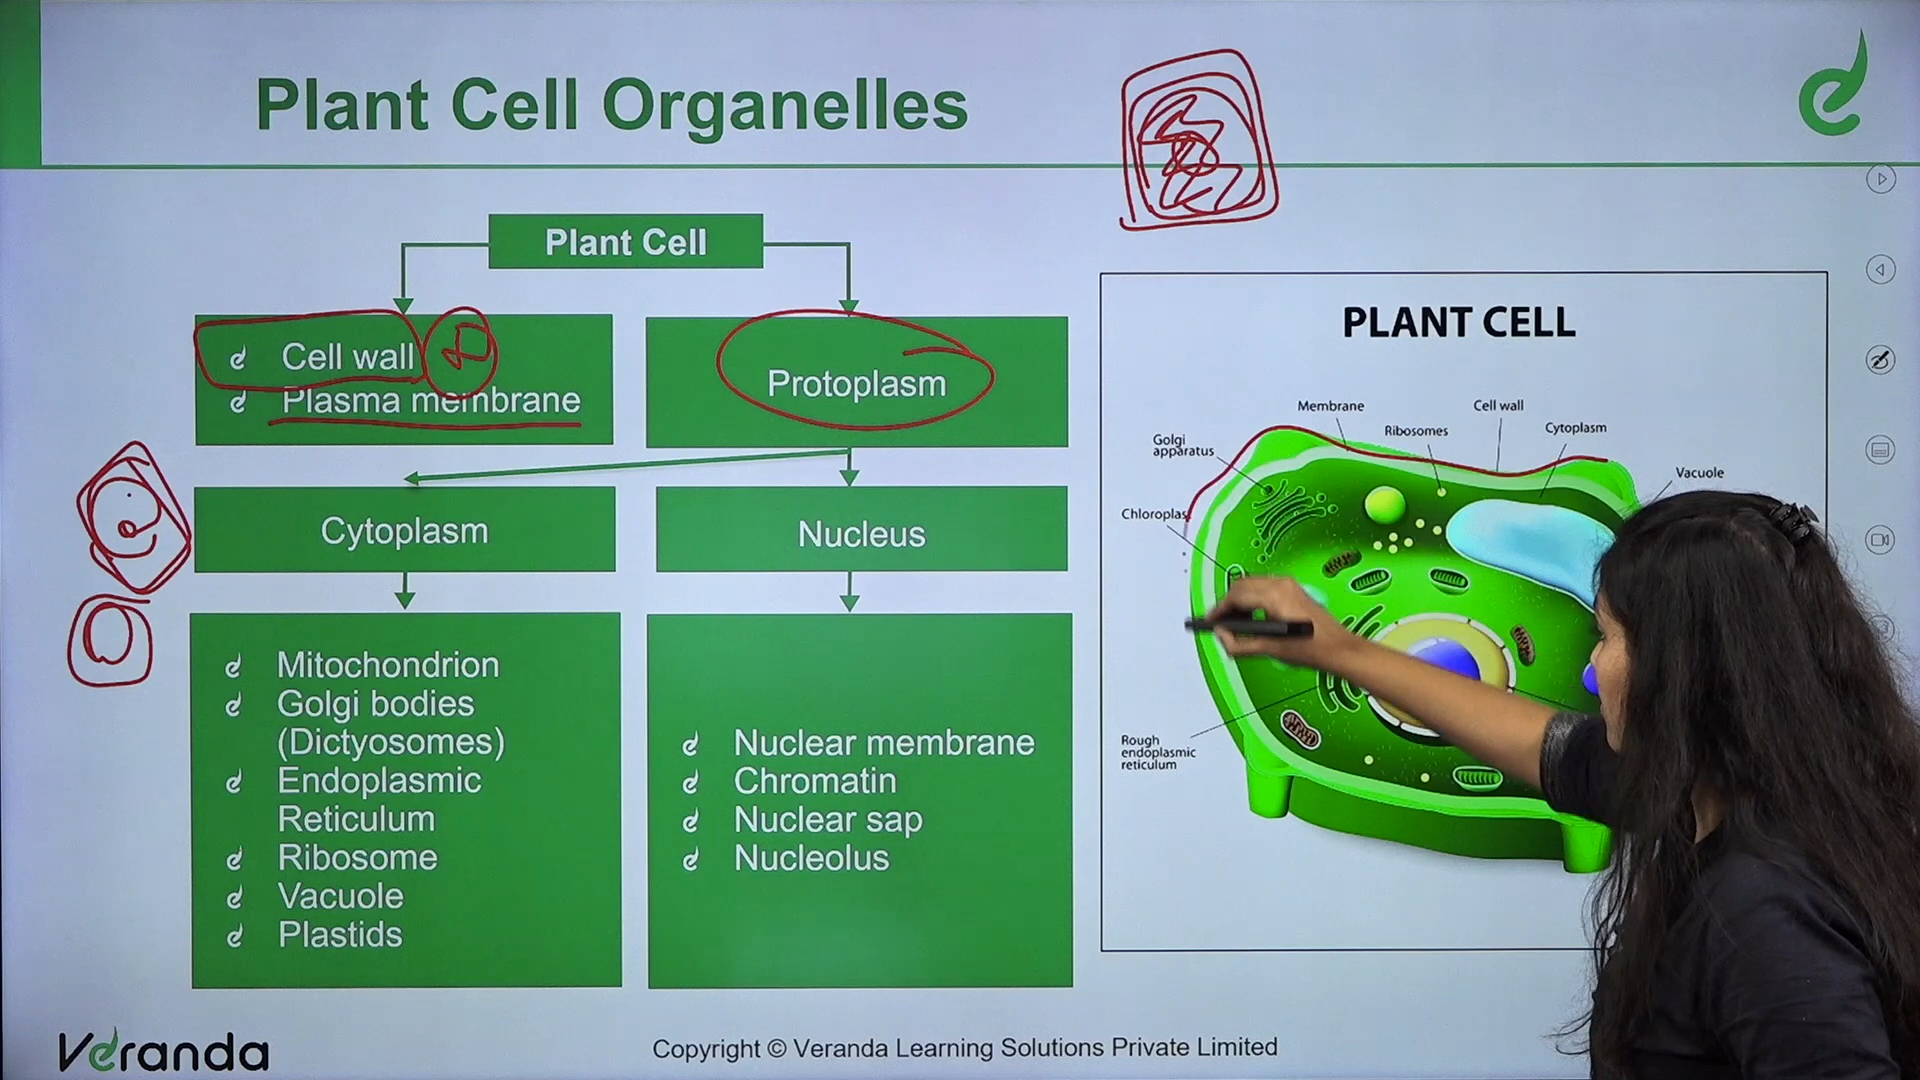 Plant Cell Organelles
Plant Cell
Cell wall
Plasma membrane
Protoplasm
Cytoplasm
Nucleus
Mitochondrion
Golgi bodies
(Dictyosomes)
Endoplasmic
Reticulum
Ribosome
Vacuole
Plastids
Nuclear membrane
Chromatin
Nuclear sap
Nucleolus
PLANT CELL
Membrane
Cell wall
Ribosomes
Cytoplasm
Golgi
apparatus
Vacuole
Chloroplas
Rough
endoplasmic
reticulum
Veranda
Copyright © Veranda Learning Solutions Private Limited